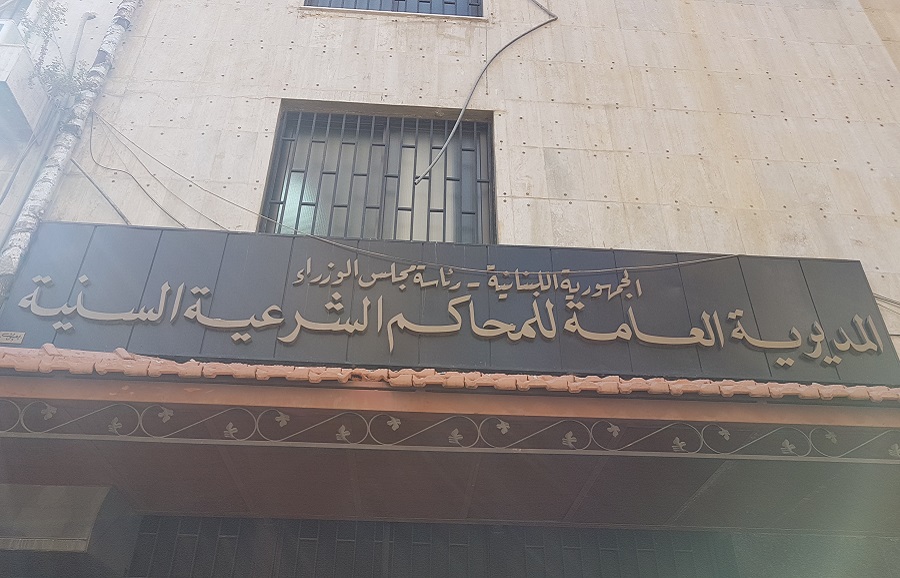 الجمهورية اللبنانية - رئاسة مجلس الوزراء
المديرية العامة للمحاكم الشرعية السنية